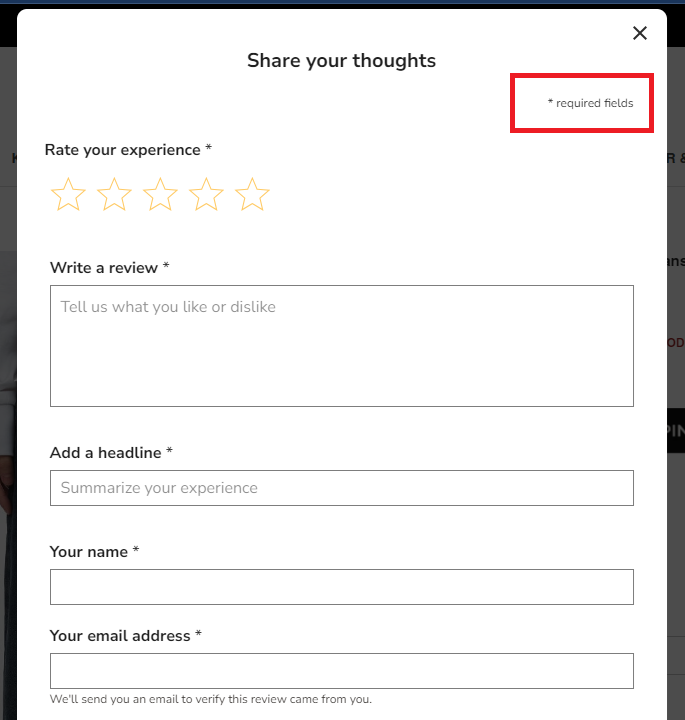 Share your thoughts
* required fields
Rate your experience *
Write a review *
Tell us what you like or dislike
Add a headline *
Summarize your experience
Your name *
Your email address *
We'll send you an email to verify this review came from you.